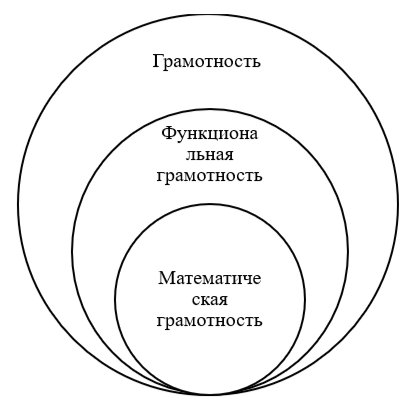 Грамотность
Функциона
льная
грамотность
Математиче
ская
грамотность